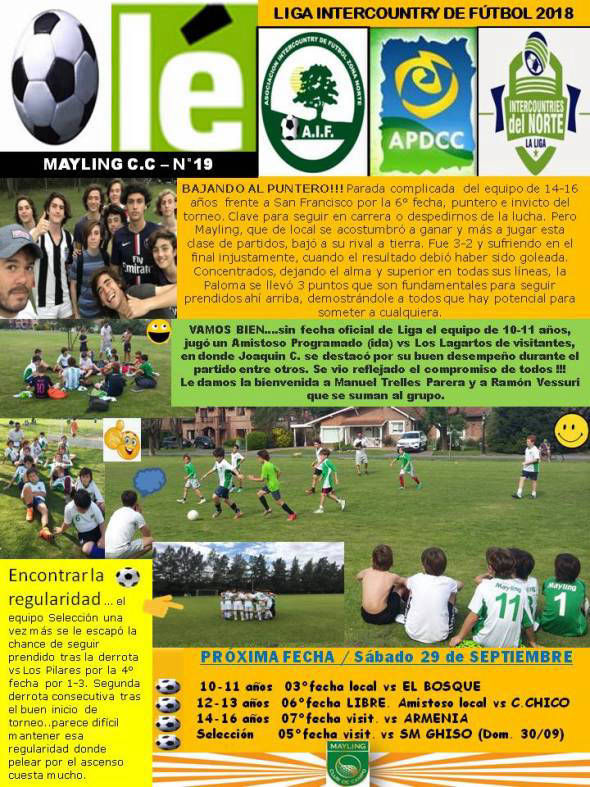 LIGA INTERCOUNTRY DE FÚTBOL 2018
olé
ASOCIACION INTERCOUNTRY DE FUTBOL ZONA NORTE
A.I.F.
APDCC
INTERCOUNTRIES
del NORTE
LA LIGA
MAYLING C.C – N°19
BAJANDO AL PUNTERO!!! Parada complicada del equipo de 14-16
años frente a San Francisco por la 6° fecha, puntero e invicto del
torneo. Clave para seguir en carrera o despedirnos de la lucha. Pero
Mayling, que de local se acostumbró a ganar y más a jugar esta
clase de partidos, bajó a su rival a tierra. Fue 3-2 y sufriendo en el
final injustamente, cuando el resultado debió haber sido goleada.
Concentrados, dejando el alma y superior en todas sus líneas, la
Paloma se llevó 3 puntos que son fundamentales para seguir
prendidos ahí arriba, demostrándole a todos que hay potencial para
someter a cualquiera.
Emirates
VAMOS BIEN....sin fecha oficial de Liga el equipo de 10-11 años,
jugó un Amistoso Programado (ida) vs Los Lagartos de visitantes,
en donde Joaquin C. se destacó por su buen desempeño durante el
partido entre otros. Se vio reflejado el compromiso de todos !!!
Le damos la bienvenida a Manuel Trelles Parera y a Ramón Vessuri
que se suman al grupo.
Encontrar la
regularidad ... el
equipo Selección una
vez más se le escapó la
chance de seguir
prendido tras la derrota
vs Los Pilares por la 4°
fecha por 1-3. Segunda
derrota consecutiva tras
el buen inicio de
torneo..parece difícil
mantener esa
regularidad donde
pelear por el ascenso
cuesta mucho.
Mayling
11
Mayling
1
PRÓXIMA FECHA / Sábado 29 de SEPTIEMBRE
10-11 años 03°fecha local vs EL BOSQUE
12-13 años 06°fecha LIBRE. Amistoso local vs C.CHICO
14-16 años 07°fecha visit. vs ARMENIA
Selección 05°fecha visit. vs SM GHISO (Dom. 30/09)
MAYLING
CLUB DE CAMPO